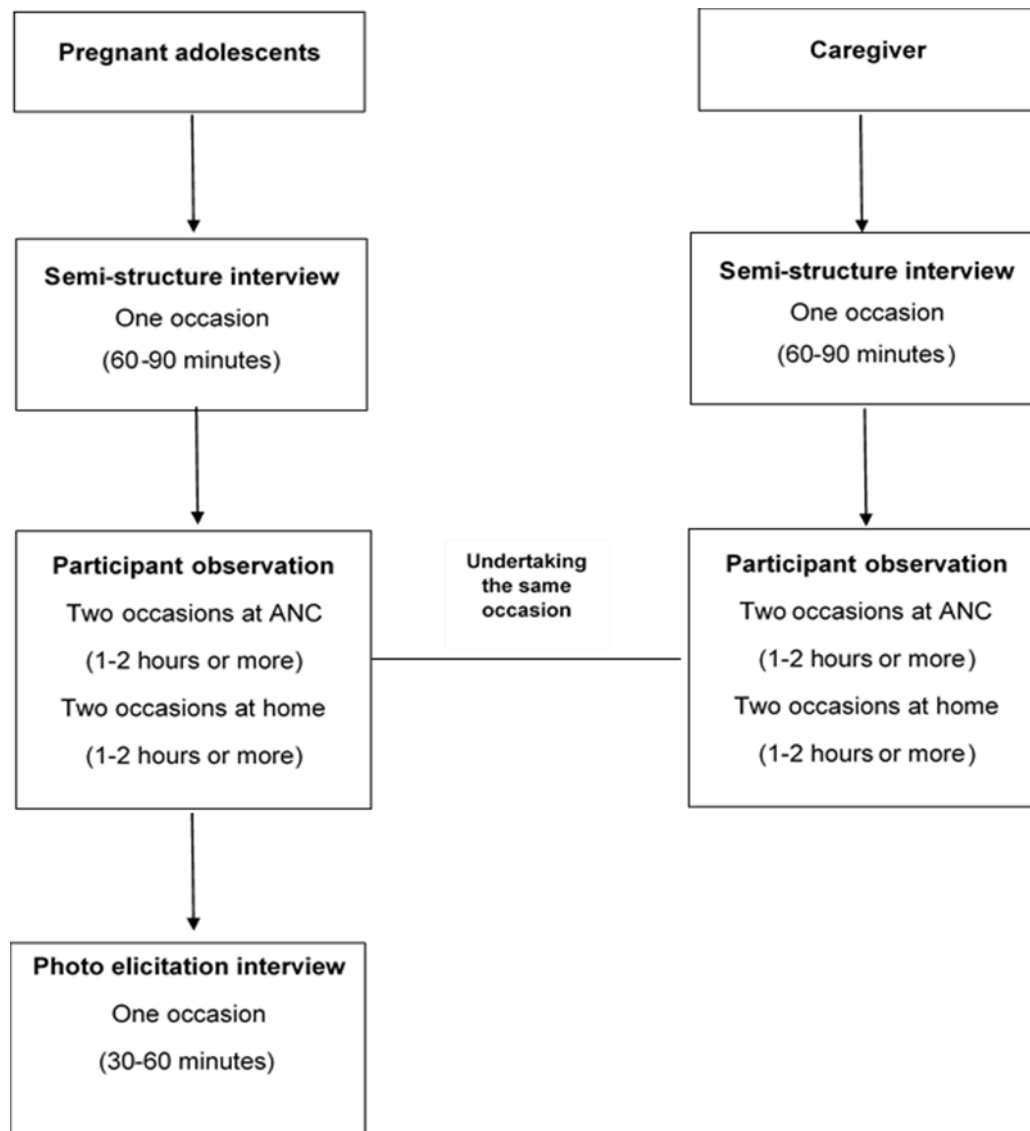 Pregnant adolescents
Caregiver
Semi-structure interview
One occasion
(60-90 minutes)
Semi-structure interview
One occasion
(60-90 minutes)
Participant observation
Two occasions at ANC
(1-2 hours or more)
Two occasions at home
(1-2 hours or more)
Undertaking
the same
occasion
Participant observation
Two occasions at ANC
(1-2 hours or more)
Two occasions at home
(1-2 hours or more)
Photo elicitation interview
One occasion
(30-60 minutes)